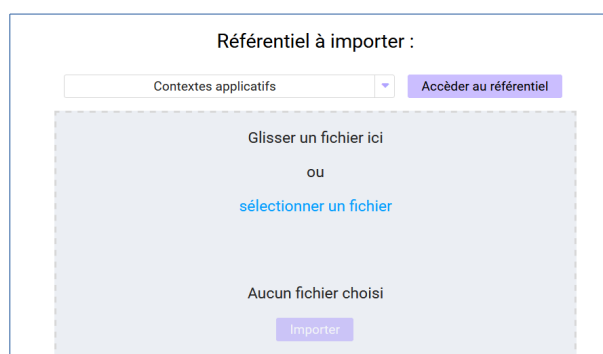 Référentiel à importer :
Contextes applicatifs Accèder au référentiel
Glisser un fichier ici
ou
sélectionner un fichier
Aucun fichier choisi
Importer